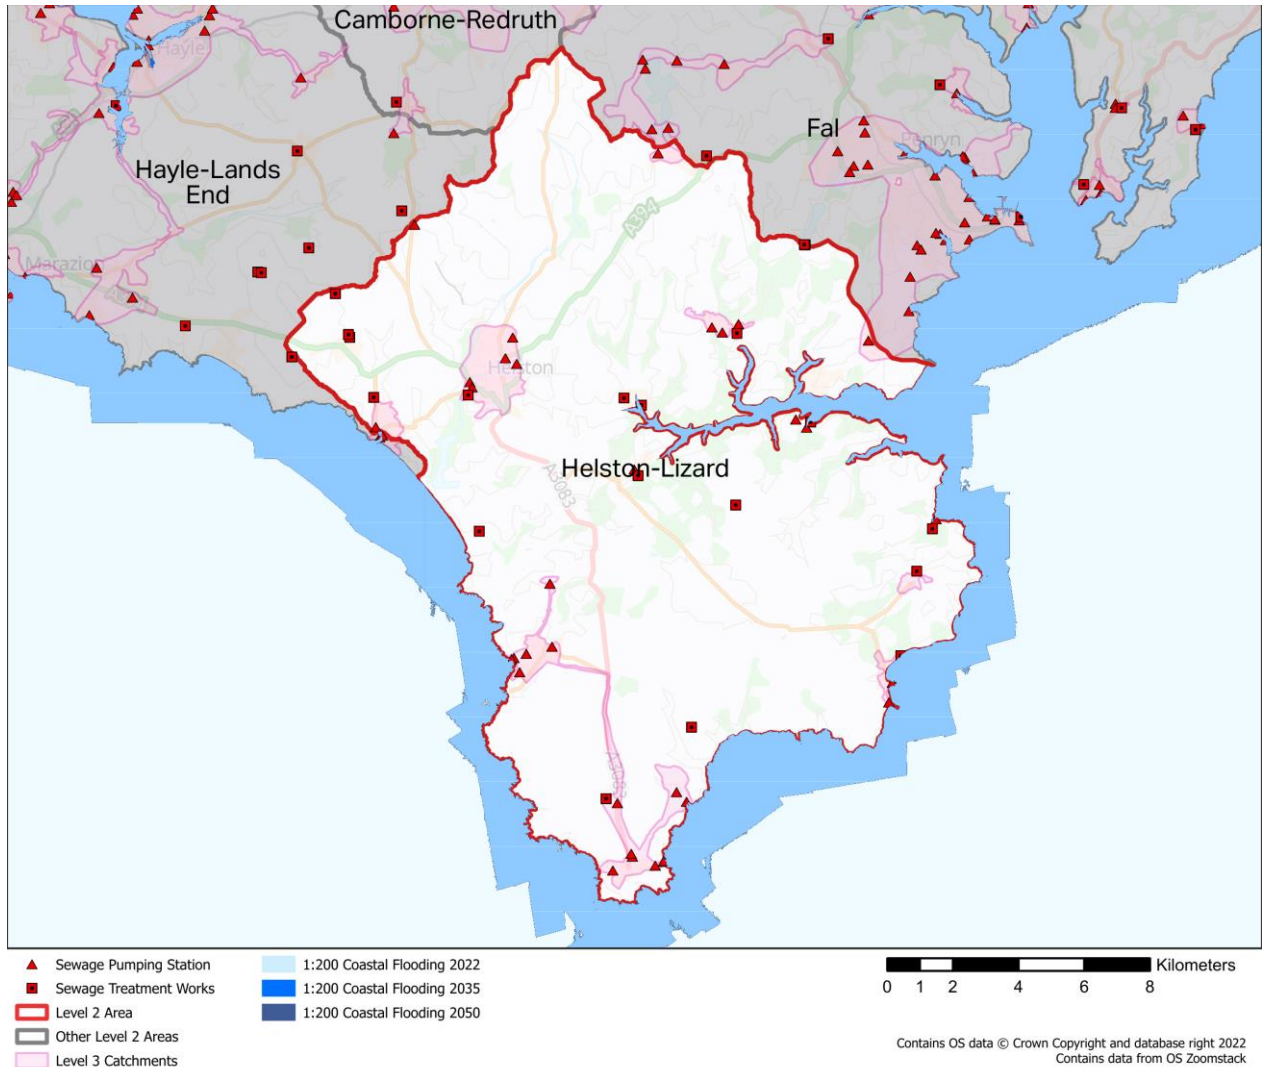 Camborne-Redruth
Hayle
Fal
Penryn
Hayle-Lands
End
A394
Marazion
Helston
Helston-Lizard
A3083
A3083
Sewage Pumping Station
Sewage Treatment Works
Level 2 Area
Other Level 2 Areas
Level 3 Catchments
1:200 Coastal Flooding 2022
1:200 Coastal Flooding 2035
1:200 Coastal Flooding 2050
Kilometers
0 1 2 4 6 8
Contains OS data © Crown Copyright and database right 2022
Contains data from OS Zoomstack